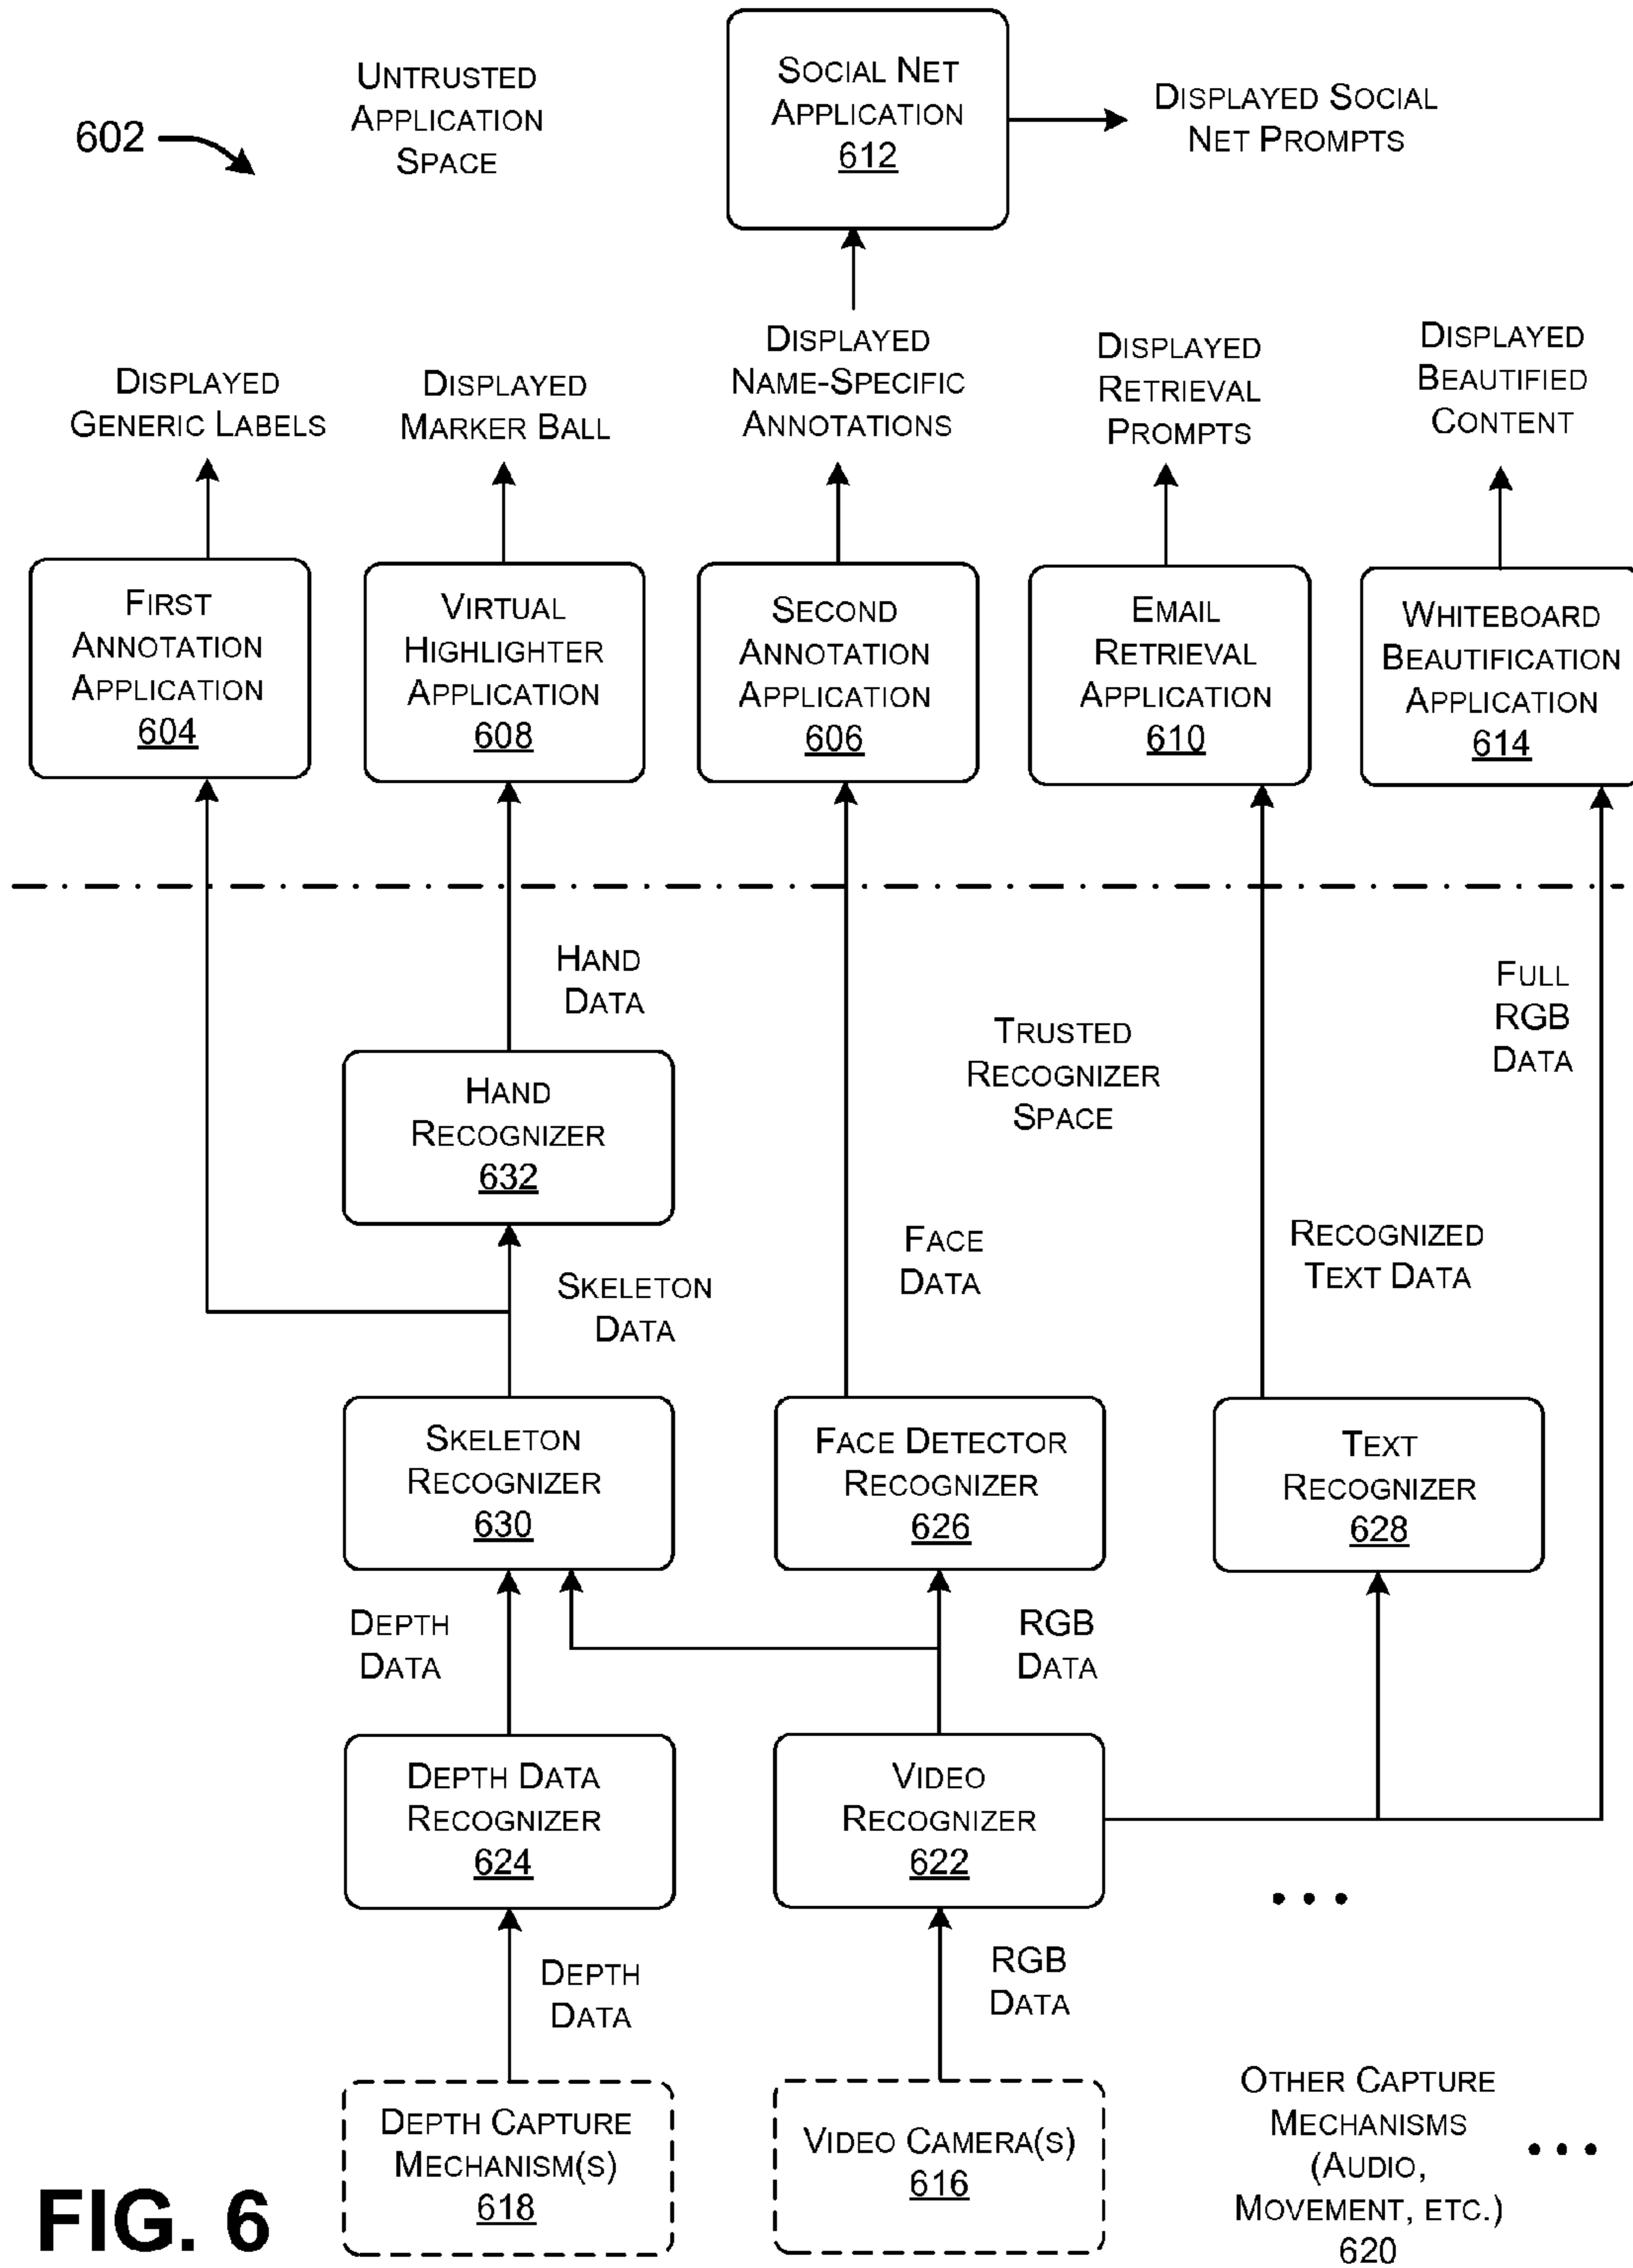 602
UNTRUSTED
APPLICATION
SPACE
SOCIAL NET
APPLICATION
612
DISPLAYED SOCIAL
NET PROMPTS
DISPLAYED
GENERIC LABELS
DISPLAYED
MARKER BALL
DISPLAYED
NAME-SPECIFIC
ANNOTATIONS
DISPLAYED
RETRIEVAL
PROMPTS
DISPLAYED
BEAUTIFIED
CONTENT
FIRST
ANNOTATION
APPLICATION
604
VIRTUAL
HIGHLIGHTER
APPLICATION
608
SECOND
ANNOTATION
APPLICATION
606
EMAIL
RETRIEVAL
APPLICATION
610
WHITEBOARD
BEAUTIFICATION
APPLICATION
614
HAND
DATA
FULL
RGB
DATA
TRUSTED
RECOGNIZER
SPACE
HAND
RECOGNIZER
632
SKELETON
DATA
FACE
DATA
RECOGNIZED
TEXT DATA
SKELETON
RECOGNIZER
630
FACE DETECTOR
RECOGNIZER
626
TEXT
RECOGNIZER
628
DEPTH
DATA
RGB
DATA
DEPTH DATA
RECOGNIZER
624
VIDEO
RECOGNIZER
622
• • •
DEPTH
DATA
RGB
DATA
DEPTH CAPTURE
MECHANISM(S)
618
VIDEO CAMERA(S)
616
OTHER CAPTURE
MECHANISMS
(AUDIO,
MOVEMENT, ETC.)
620
• • •
FIG. 6